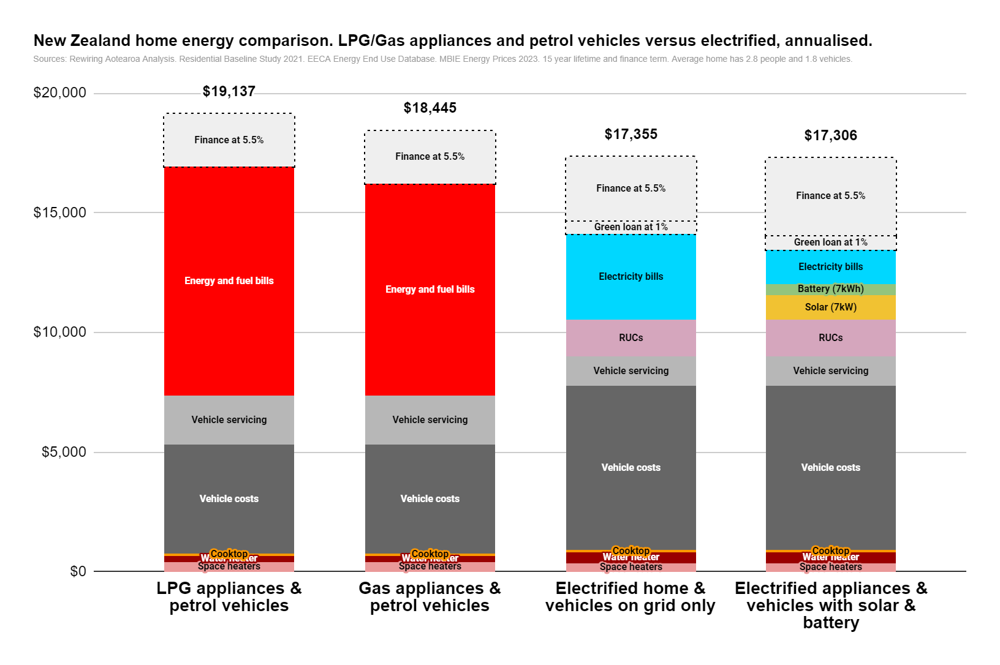 New Zealand home energy comparison. LPG/Gas appliances and petrol vehicles versus electrified, annualised.
Sources: Rewiring Aotearoa Analysis. Residential Baseline Study 2021. EECA Energy End Use Database. MBIE Energy Prices 2023. 15 year lifetime and finance term. Average home has 2.8 people and 1.8 vehicles.
$20,000
$15,000
$10,000
$5,000
$0
$19,137
Finance at 5.5%
Energy and fuel bills
Vehicle servicing
Vehicle costs
Cooktop
Water heater
Space heaters
LPG appliances &
petrol vehicles
$18,445
Finance at 5.5%
Energy and fuel bills
Vehicle servicing
Vehicle costs
Cooktop
Water heater
Space heaters
Gas appliances &
petrol vehicles
$17,355
Finance at 5.5%
Green loan at 1%
Electricity bills
RUCs
Vehicle servicing
Vehicle costs
Cooktop
Water heater
Space heaters
Electrified home &
vehicles on grid only
$17,306
Finance at 5.5%
Green loan at 1%
Electricity bills
Battery (7kWh)
Solar (7kW)
RUCs
Vehicle servicing
Vehicle costs
Cooktop
Water heater
Space heaters
Electrified appliances &
vehicles with solar &
battery